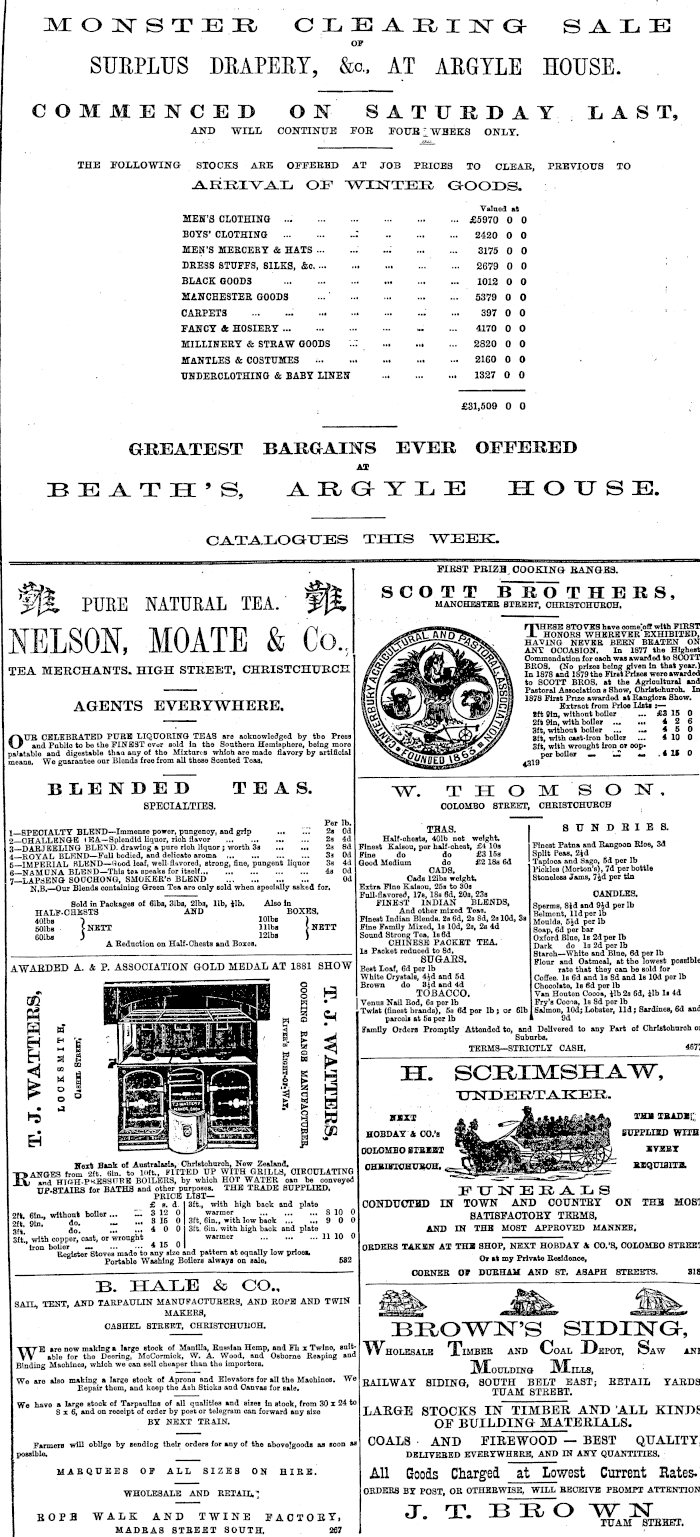 MONSTER CLEARING SALE
OF
SURPLUS DRAPERY, &c., AT ARGYLE HOUSE.
COMMENCED ON SATURDAY LAST,
AND WILL CONTINUE FOR FOUR WEEKS ONLY.
THE FOLLOWING STOCKS ARE OFFERED AT JOB PRICES TO CLEAR, PREVIOUS TO
ARRIVAL OF WINTER GOODS.
Valued at
MEN'S CLOTHING ... ... ... ... ... ... £5970 0 0
BOYS' CLOTHING ... ... ... ... ... ... 2420 0 0
MEN'S MERCERY & HATS ... ... ... ... ... 3175 0 0
DRESS STUFFS, SILKS, &c. ... ... ... ... ... 2679 0 0
BLACK GOODS ... ... ... ... ... 1012 0 0
MANCHESTER GOODS ... ... ... ... ... 5379 0 0
CARPETS ... ... ... ... ... ... 397 0 0
FANCY & HOSIERY ... ... ... ... ... ... 4170 0 0
MILLINERY & STRAW GOODS ... ... ... ... 2820 0 0
MANTLES & COSTUMES ... ... ... ... ... 2160 0 0
UNDERCLOTHING & BABY LINEN ... ... ... 1327 0 0
£31,509 0 0
GREATEST BARGAINS EVER OFFERED
AT
BEATH'S, ARGYLE HOUSE.
CATALOGUES THIS WEEK.
難 PURE NATURAL TEA. 難
NELSON, MOATE & Co.,
TEA MERCHANTS. HIGH STREET, CHRISTCHURCH
AGENTS EVERYWHERE.
OUR CELEBRATED PURE LIQUORING TEAS are acknowledged by the Press
and Public to be the FINEST ever sold in the Southern Hemisphere, being more
palatable and digestable than any of the Mixtures which are made flavory by artificial
means. We guarantee our Blends free from all these Scented Teas.
BLENDED TEAS.
SPECIALTIES.
Per lb.
1—SPECIALTY BLEND—Immense power, pungency, and grip ... ... 2s 0d
2—CHALLENGE TEA—Splendid liquor, rich flavor ... ... ... 2s 4d
3—DARJEELING BLEND, drawing a pure rich liquor; worth 3s ... ... 2s 8d
4—ROYAL BLEND—Full bodied, and delicate aroma ... ... ... 3s 0d
5—IMPERIAL BLEND—Good leaf, well flavored, strong, fine, pungent liquor 3s 4d
6—NAMUNA BLEND—This tea speaks for itself... ... ... ... 4s 0d
7—LAPSENG SOUCHONG, SMOKER'S BLEND ... ... ... 0d
N.B.—Our Blends containing Green Tea are only sold when specially asked for.
Sold in Packages of 6lbs, 3lbs, 2lbs, 1lb, ½lb. Also in
HALF-CHESTS AND BOXES,
40lbs 10lbs
50lbs } NETT 11lbs } NETT
60lbs 12lbs
A Reduction on Half-Chests and Boxes.
AWARDED A. & P. ASSOCIATION GOLD MEDAL AT 1881 SHOW
T. J. WATTERS,
LOCKSMITH,
CASHEL STREET,
KIVER'S RIGHT-OF-WAY,
COOKING RANGE MANUFACTURER,
T. J. WATTERS,
Next Bank of Australasia, Christchurch, New Zealand.
RANGES from 2ft. 6in. to 10ft., FITTED UP WITH GRILLS, CIRCULATING
and HIGH-PRESSURE BOILERS, by which HOT WATER can be conveyed
UP-STAIRS for BATHS and other purposes. THE TRADE SUPPLIED.
PRICE LIST—
£ s. d.
2ft. 6in., without boiler ... ... 3 12 0
2ft. 9in. do. ... ... 3 15 0
3ft. do. ... ... 4 0 0
3ft., with copper, cast, or wrought
iron boiler ... ... ... 4 15 0
3ft., with high back and plate
warmer ... ... ... 8 10 0
3ft. 6in., with low back ... ... 9 0 0
3ft. 6in. with high back and plate
warmer ... ... ... 11 10 0
Register Stoves made to any size and pattern at equally low prices.
Portable Washing Boilers always on sale. 582
B. HALE & CO.,
SAIL, TENT, AND TARPAULIN MANUFACTURERS, AND ROPE AND TWINE
MAKERS,
CASHEL STREET, CHRISTCHURCH.
WE are now making a large stock of Manilla, Russian Hemp, and Flax Twine, suit-
able for the Deering, McCormick, W. A. Wood, and Osborne Reaping and
Binding Machines, which we can sell cheaper than the importers.
We are also making a large stock of Aprons and Elevators for all the Machines. We
Repair them, and keep the Ash Sticks and Canvas for sale.
We have a large stock of Tarpaulins of all qualities and sizes in stock, from 30 x 24 to
8 x 6, and on receipt of order by post or telegram can forward any size
BY NEXT TRAIN.
Farmers will oblige by sending their orders for any of the above goods as soon as
possible.
MARQUEES OF ALL SIZES ON HIRE.
WHOLESALE AND RETAIL;
ROPE WALK AND TWINE FACTORY,
MADRAS STREET SOUTH. 267
FIRST PRIZE COOKING RANGES.
SCOTT BROTHERS,
MANCHESTER STREET, CHRISTCHURCH,
CANTERBURY AGRICULTURAL AND PASTORAL ASSOCIATION
FOUNDED 1863
THESE STOVES have come off with FIRST
HONORS WHEREVER EXHIBITED,
HAVING NEVER BEEN BEATEN ON
ANY OCCASION. In 1877 the Highest
Commendation for each was awarded to SCOTT
BROS. (No prizes being given in that year.)
In 1878 and 1879 the First Prizes were awarded
to SCOTT BROS. at the Agricultural and
Pastoral Association's Show, Christchurch. In
1878 First Prize awarded at Rangiora Show.
Extract from Price Lists:—
2ft 9in, without boiler ... £3 15 0
2ft 9in, with boiler ... ... 4 2 6
3ft, without boiler ... ... 4 5 0
3ft, with cast-iron boiler ... 4 10 0
3ft, with wrought iron or cop-
per boiler ... ... ... 4 15 0
4319
W. THOMSON,
COLOMBO STREET, CHRISTCHURCH
TEAS.
Half-chests, 40lb net weight.
Finest Kaisou, per half-chest, £4 10s
Fine do do £3 15s
Good Medium do £2 18s 6d
CADS.
Cads 12lbs weight.
Extra Fine Kaisou, 25s to 30s
Full-flavored, 17s, 18s 6d, 20s, 23s
FINEST INDIAN BLENDS,
And other mixed Teas.
Finest Indian Blends, 2s 6d, 2s 8d, 2s 10d, 3s
Fine Family Mixed, 1s 10d, 2s, 2s 4d
Sound Strong Tea, 1s 6d
CHINESE PACKET TEA.
1s Packet reduced to 8d.
SUGARS.
Best Loaf, 6d per lb
White Crystals, 4½d and 5d
Brown do 3½d and 4d
TOBACCO.
Venus Nail Rod, 6s per lb
Twist (finest brands), 5s 6d per lb; or 6lb
parcels at 5s per lb
SUNDRIES.
Finest Patna and Rangoon Rice, 3d
Split Peas, 2½d
Tapioca and Sago, 5d per lb
Pickles (Morton's), 7d per bottle
Stoneless Jams, 7½d per tin
CANDLES.
Sperms, 8½d and 9½d per lb
Belmont, 11d per lb
Moulds, 5½d per lb
Soap, 6d per bar
Oxford Blue, 1s 2d per lb
Dark do 1s 2d per lb
Starch—White and Blue, 6d per lb
Flour and Oatmeal, at the lowest possible
rate that they can be sold for
Coffee. 1s 6d and 1s 8d and 1s 10d per lb
Chocolate, 1s 6d per lb
Van Houten Cocoa, ½lb 2s 6d, ¼lb 1s 4d
Fry's Cocoa, 1s 8d per lb
Salmon, 10d; Lobster, 11d; Sardines, 6d and
9d
Family Orders Promptly Attended to, and Delivered to any Part of Christchurch or
Suburbs.
TERMS—STRICTLY CASH. 4677
H. SCRIMSHAW,
UNDERTAKER.
NEXT
HOBDAY & CO.'s
COLOMBO STREET
CHRISTCHURCH.
THE TRADE
SUPPLIED WITH
EVERY
REQUISITE.
FUNERALS
CONDUCTED IN TOWN AND COUNTRY ON THE MOST
SATISFACTORY TERMS,
AND IN THE MOST APPROVED MANNER.
ORDERS TAKEN AT THE SHOP, NEXT HOBDAY & CO.'S, COLOMBO STREET
Or at my Private Residence,
CORNER OF DURHAM AND ST. ASAPH STREETS. 318
BROWN'S SIDING,
WHOLESALE TIMBER AND COAL DEPOT, SAW AND
MOULDING MILLS,
RAILWAY SIDING, SOUTH BELT EAST; RETAIL YARDS
TUAM STREET.
LARGE STOCKS IN TIMBER AND ALL KINDS
OF BUILDING MATERIALS.
COALS AND FIREWOOD — BEST QUALITY
DELIVERED EVERYWHERE, AND IN ANY QUANTITIES.
All Goods Charged at Lowest Current Rates.
ORDERS BY POST, OR OTHERWISE, WILL RECEIVE PROMPT ATTENTION
J. T. BROWN
TUAM STREET.